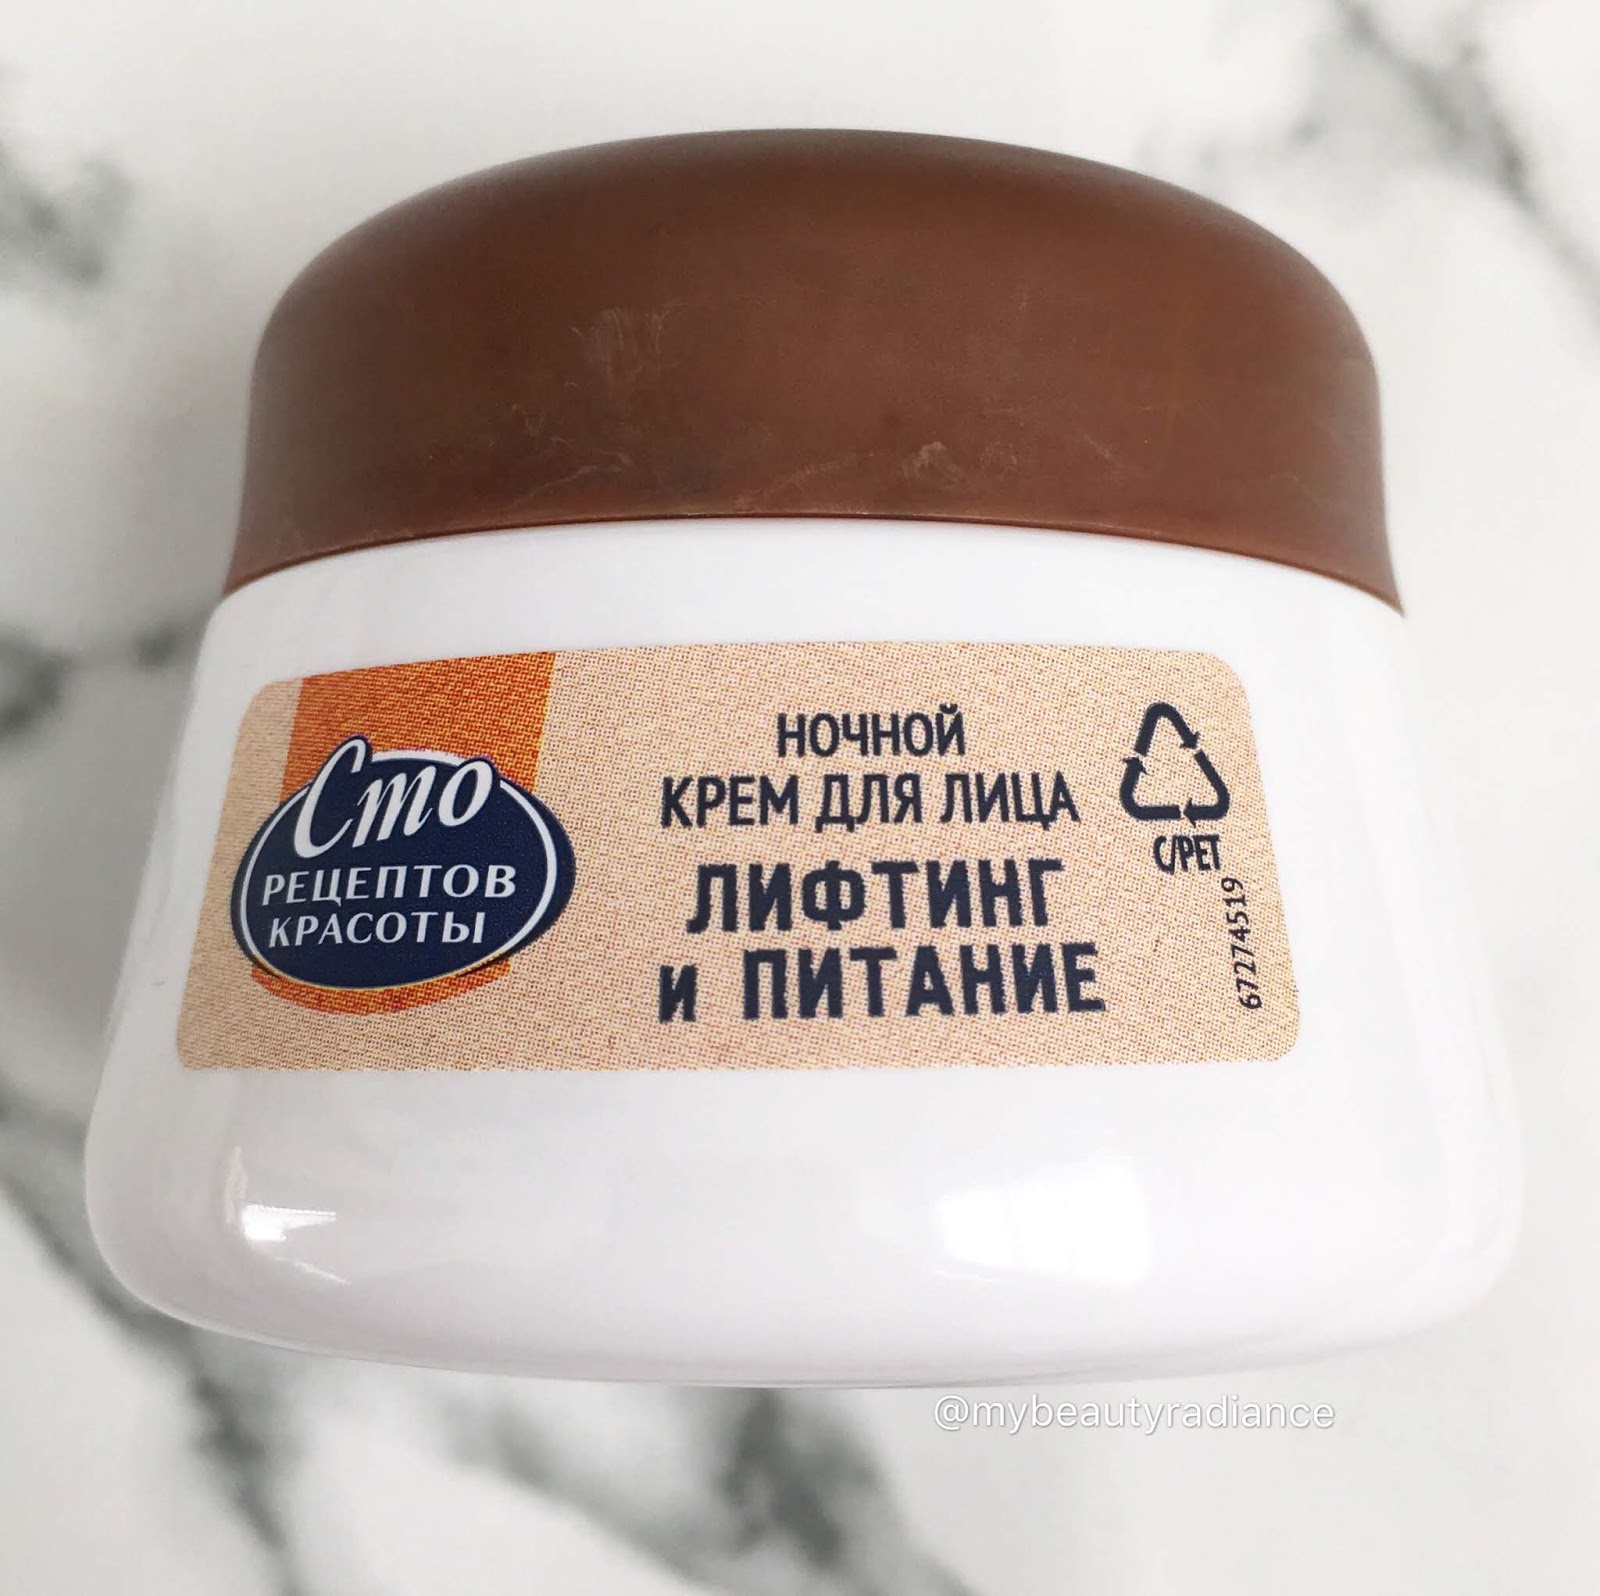 Сто
РЕЦЕПТОВ
КРАСОТЫ
НОЧНОЙ
КРЕМ ДЛЯ ЛИЦА
ЛИФТИНГ
и ПИТАНИЕ
C/PET
67274519
@mybeautyradiance